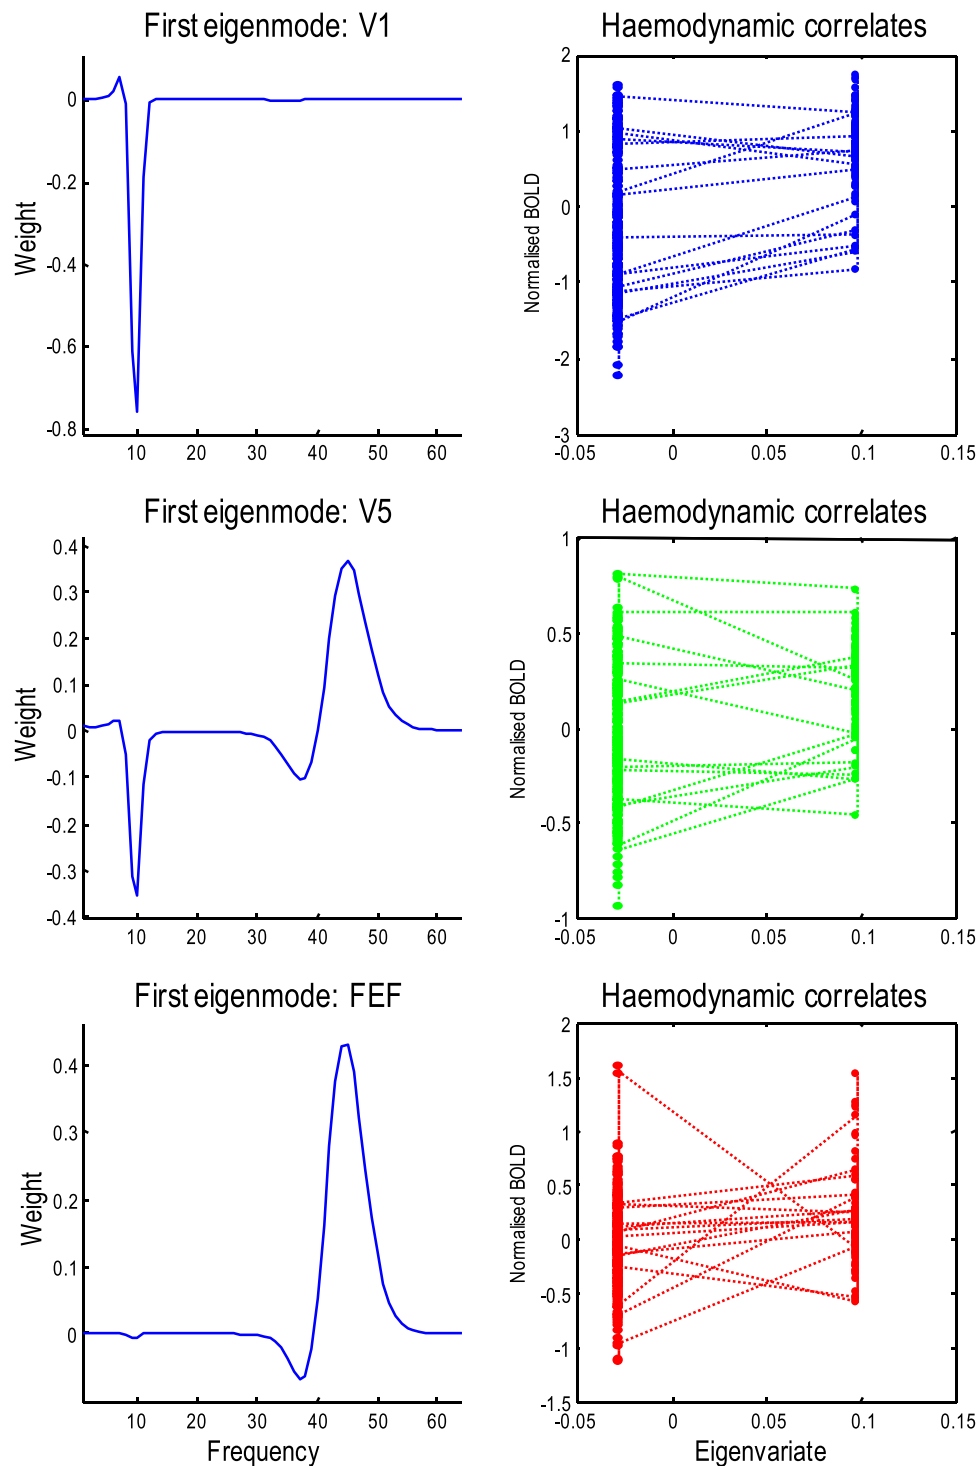 First eigenmode: V1
Haemodynamic correlates
Weight
0
-0.2
-0.4
-0.6
-0.8
10 20 30 40 50 60
Normalised BOLD
2
1
0
-1
-2
-3
-0.05 0 0.05 0.1 0.15
First eigenmode: V5
Haemodynamic correlates
Weight
0.4
0.3
0.2
0.1
0
-0.1
-0.2
-0.3
-0.4
10 20 30 40 50 60
Normalised BOLD
1
0.5
0
-0.5
-1
-0.05 0 0.05 0.1 0.15
First eigenmode: FEF
Haemodynamic correlates
Weight
0.4
0.3
0.2
0.1
0
10 20 30 40 50 60
Frequency
Normalised BOLD
2
1.5
1
0.5
0
-0.5
-1
-1.5
-0.05 0 0.05 0.1 0.15
Eigenvariate